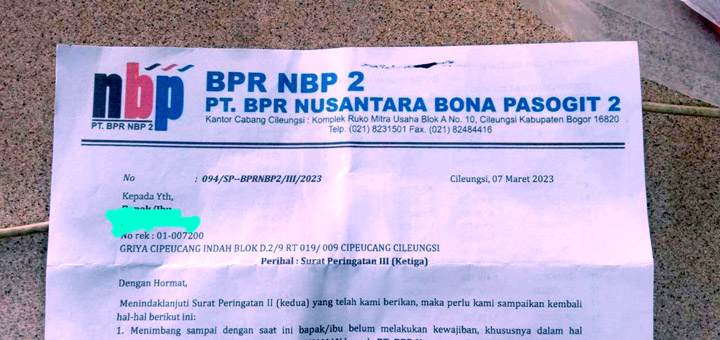 nbp
PT. BPR NBP 2
BPR NBP 2
PT. BPR NUSANTARA BONA PASOGIT 2
Kantor Cabang Cileungsi : Komplek Ruko Mitra Usaha Blok A No. 10, Cileungsi Kabupaten Bogor 16820
Telp. (021) 8231501 Fax. (021) 82484416
No : 094/SP--BPRNBP2/III/2023 Cileungsi, 07 Maret 2023
Kepada Yth,
Bapak/Ibu
No rek : 01-007200
GRIYA CIPEUCANG INDAH BLOK D.2/9 RT 019/ 009 CIPEUCANG CILEUNGSI
Perihal : Surat Peringatan III (Ketiga)
Dengan Hormat,
Menindaklanjuti Surat Peringatan II (kedua) yang telah kami berikan, maka perlu kami sampaikan kembali
hal-hal berikut ini:
1. Menimbang sampai dengan saat ini bapak/ibu belum melakukan kewajiban, khususnya dalam hal